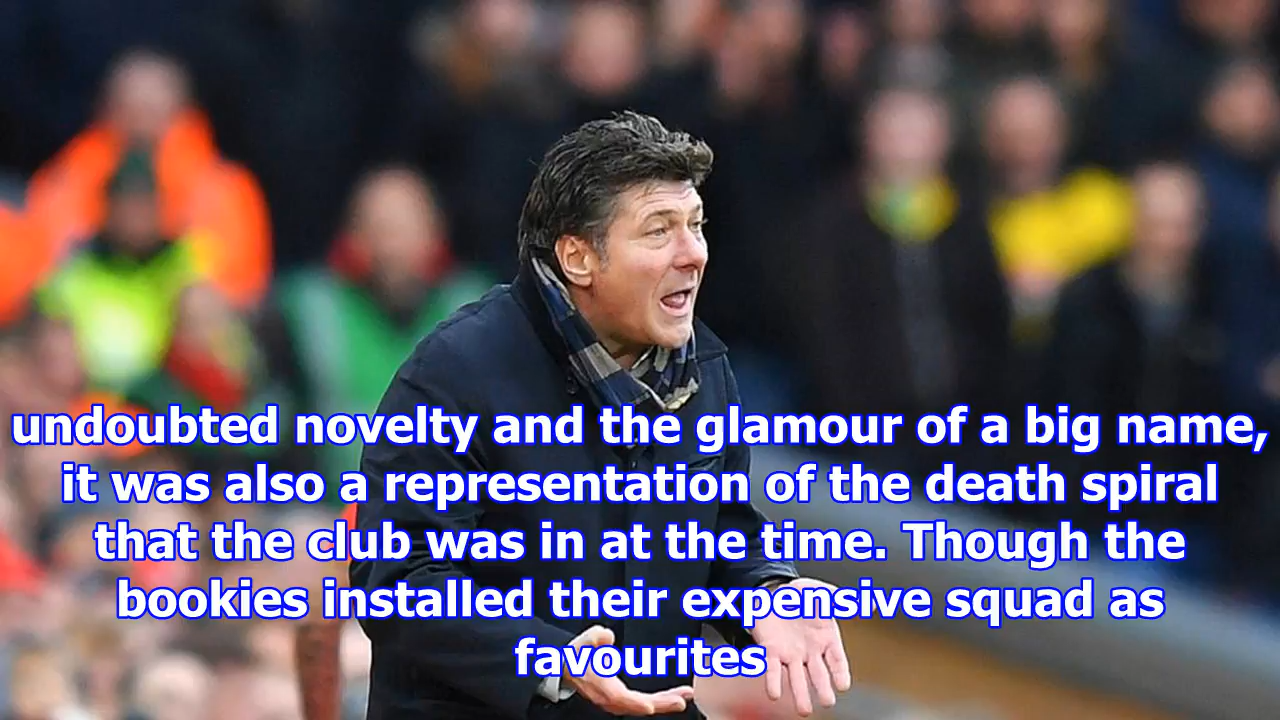 undoubted novelty and the glamour of a big name,
it was also a representation of the death spiral
that the club was in at the time. Though the
bookies installed their expensive squad as
favourites